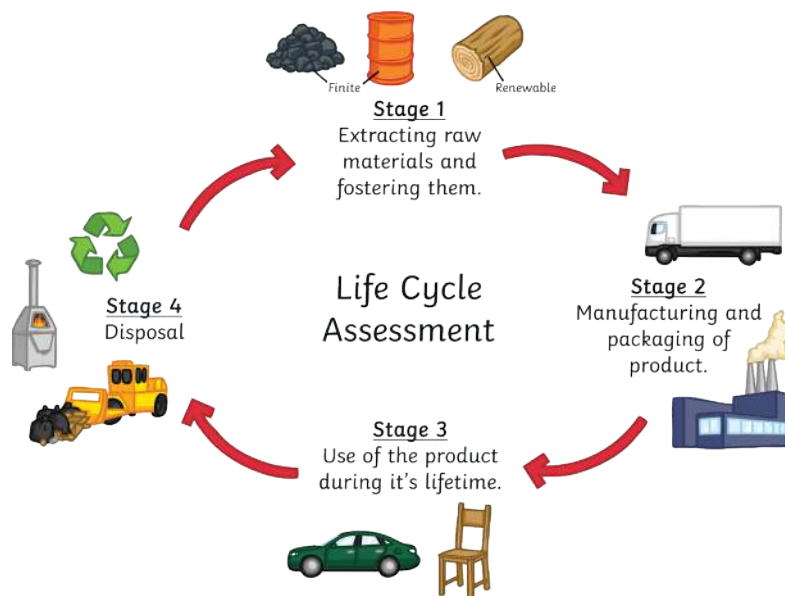 Finite
Renewable
Stage 1
Extracting raw
materials and
fostering them.
Life Cycle
Assessment
Stage 2
Manufacturing and
packaging of
product.
Stage 3
Use of the product
during it's lifetime.
Stage 4
Disposal